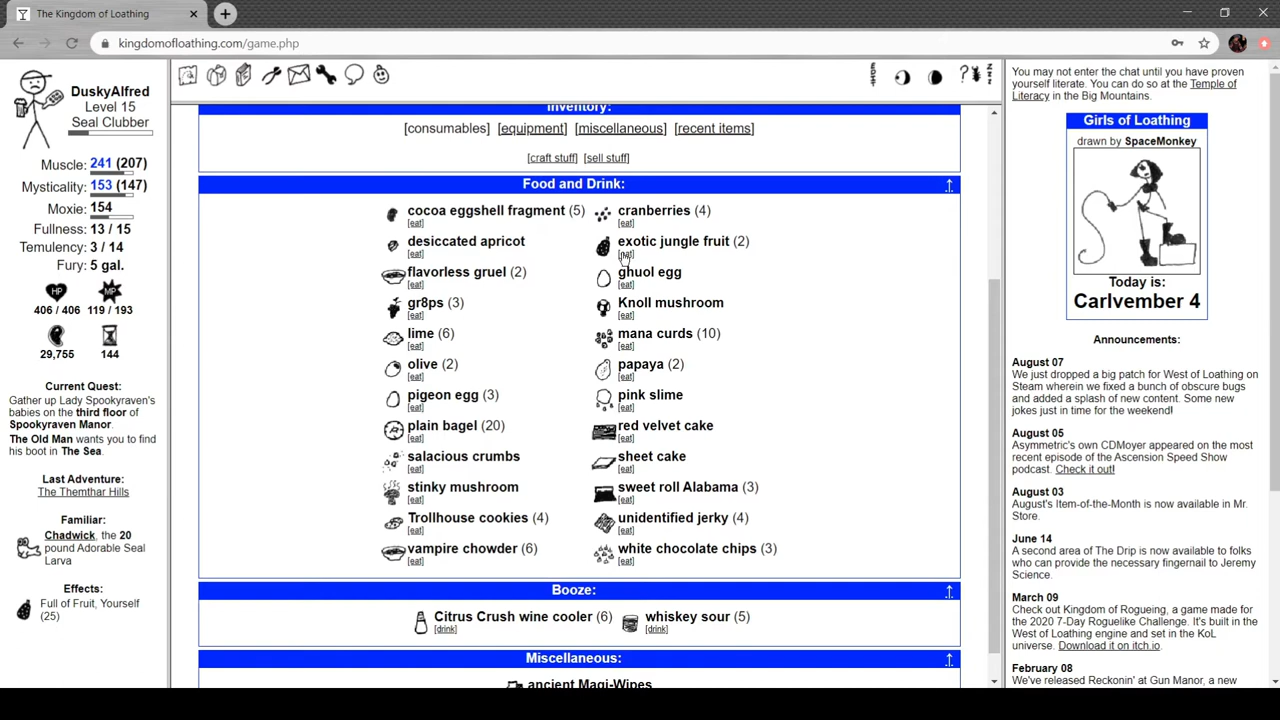 The Kingdom of Loathing
kingdomofloathing.com/game.php
DuskyAlfred
Level 15
Seal Clubber
Muscle: 241 (207)
Mysticality: 153 (147)
Moxie: 154
Fullness: 13 / 15
Temulency: 3 / 14
Fury: 5 gal.
HP MP
406 / 406 119 / 193
29,755 144
Current Quest:
Gather up Lady Spookyraven's
babies on the third floor of
Spookyraven Manor.
The Old Man wants you to find
his boot in The Sea.
Last Adventure:
The Themthar Hills
Familiar:
Chadwick, the 20
pound Adorable Seal
Larva
Effects:
Full of Fruit, Yourself
(25)
Inventory:
[consumables] [equipment] [miscellaneous] [recent items]
[craft stuff] [sell stuff]
Food and Drink:
cocoa eggshell fragment (5) cranberries (4)
[eat] [eat]
desiccated apricot exotic jungle fruit (2)
[eat] [eat]
flavorless gruel (2) ghuol egg
[eat] [eat]
gr8ps (3) Knoll mushroom
[eat] [eat]
lime (6) mana curds (10)
[eat] [eat]
olive (2) papaya (2)
[eat] [eat]
pigeon egg (3) pink slime
[eat] [eat]
plain bagel (20) red velvet cake
[eat] [eat]
salacious crumbs sheet cake
[eat] [eat]
stinky mushroom sweet roll Alabama (3)
[eat] [eat]
Trollhouse cookies (4) unidentified jerky (4)
[eat] [eat]
vampire chowder (6) white chocolate chips (3)
[eat] [eat]
Booze:
Citrus Crush wine cooler (6) whiskey sour (5)
[drink] [drink]
Miscellaneous:
ancient Magi-Wipes
You may not enter the chat until you have proven
yourself literate. You can do so at the Temple of
Literacy in the Big Mountains.
Girls of Loathing
drawn by SpaceMonkey
Today is:
Carlvember 4
Announcements:
August 07
We just dropped a big patch for West of Loathing on
Steam wherein we fixed a bunch of obscure bugs
and added a splash of new content. Some new
jokes just in time for the weekend!
August 05
Asymmetric's own CDMoyer appeared on the most
recent episode of the Ascension Speed Show
podcast. Check it out!
August 03
August's Item-of-the-Month is now available in Mr.
Store.
June 14
A second area of The Drip is now available to folks
who can provide the necessary fingernail to Jeremy
Science.
March 09
Check out Kingdom of Rogueing, a game made for
the 2020 7-Day Roguelike Challenge. It's built in the
West of Loathing engine and set in the KoL
universe. Download it on itch.io.
February 08
We've released Reckonin' at Gun Manor, a new